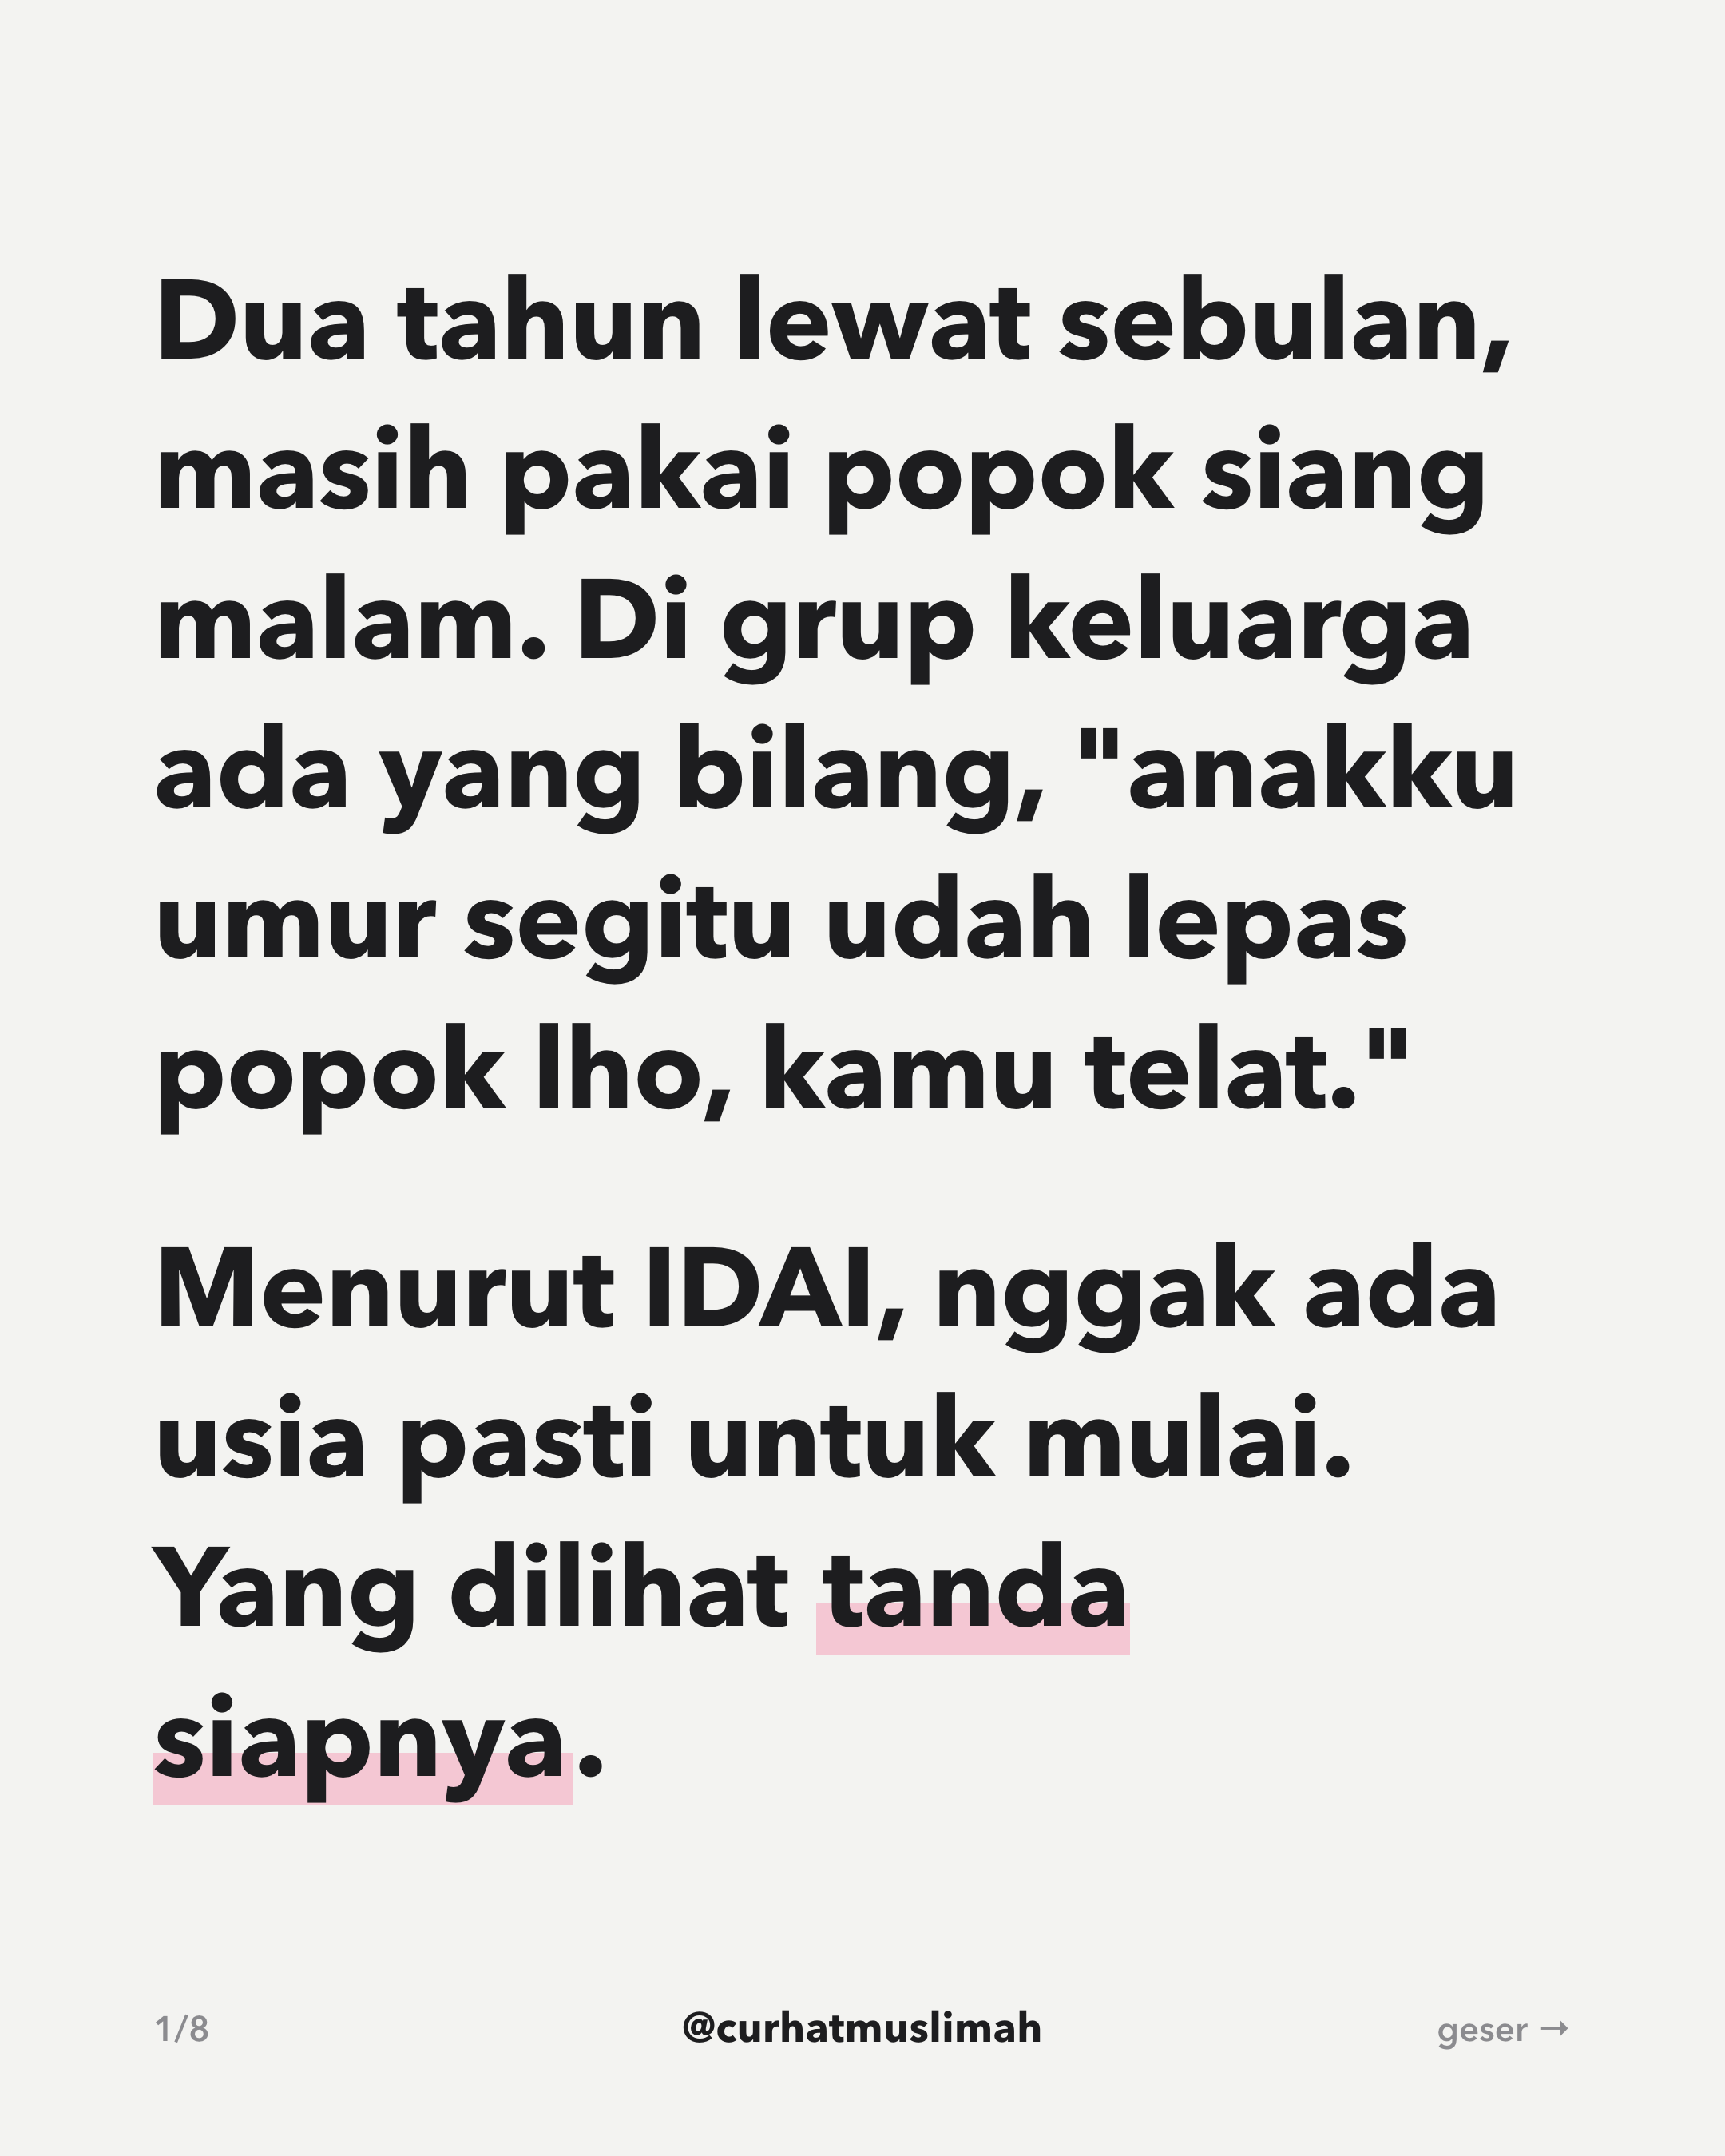 Dua tahun lewat sebulan,
masih pakai popok siang
malam. Di grup keluarga
ada yang bilang, "anakku
umur segitu udah lepas
popok lho, kamu telat."
Menurut IDAI, nggak ada
usia pasti untuk mulai.
Yang dilihat tanda
siapnya.
1/8
@curhatmuslimah
geser →